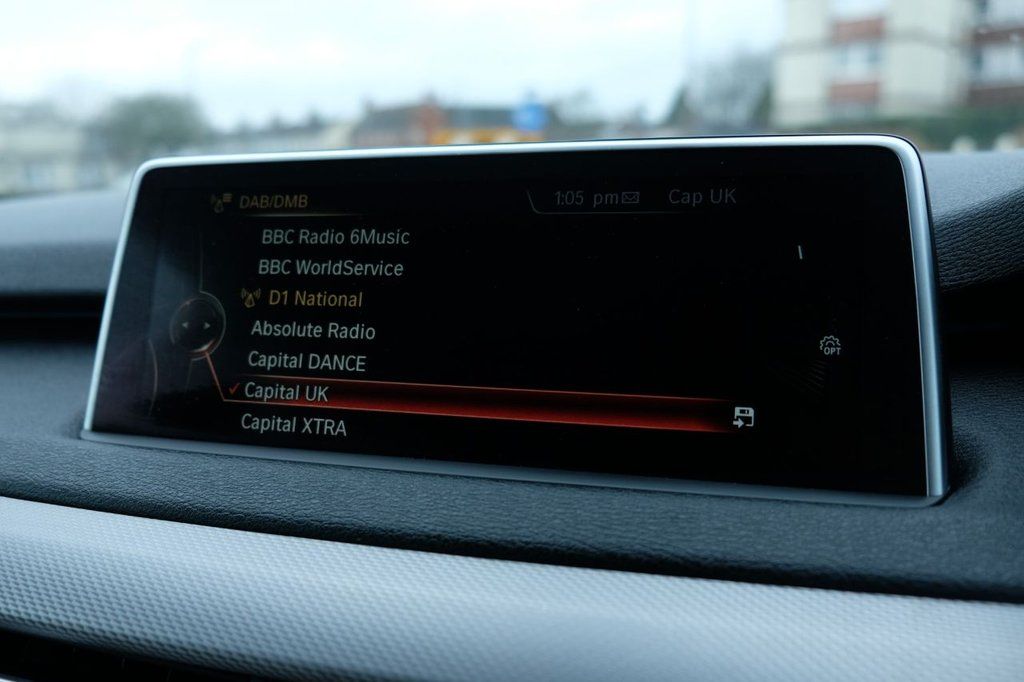 DAB/DMB 1:05 pm Cap UK
BBC Radio 6Music
BBC WorldService
D1 National
Absolute Radio
OPT
Capital DANCE
Capital UK
Capital XTRA